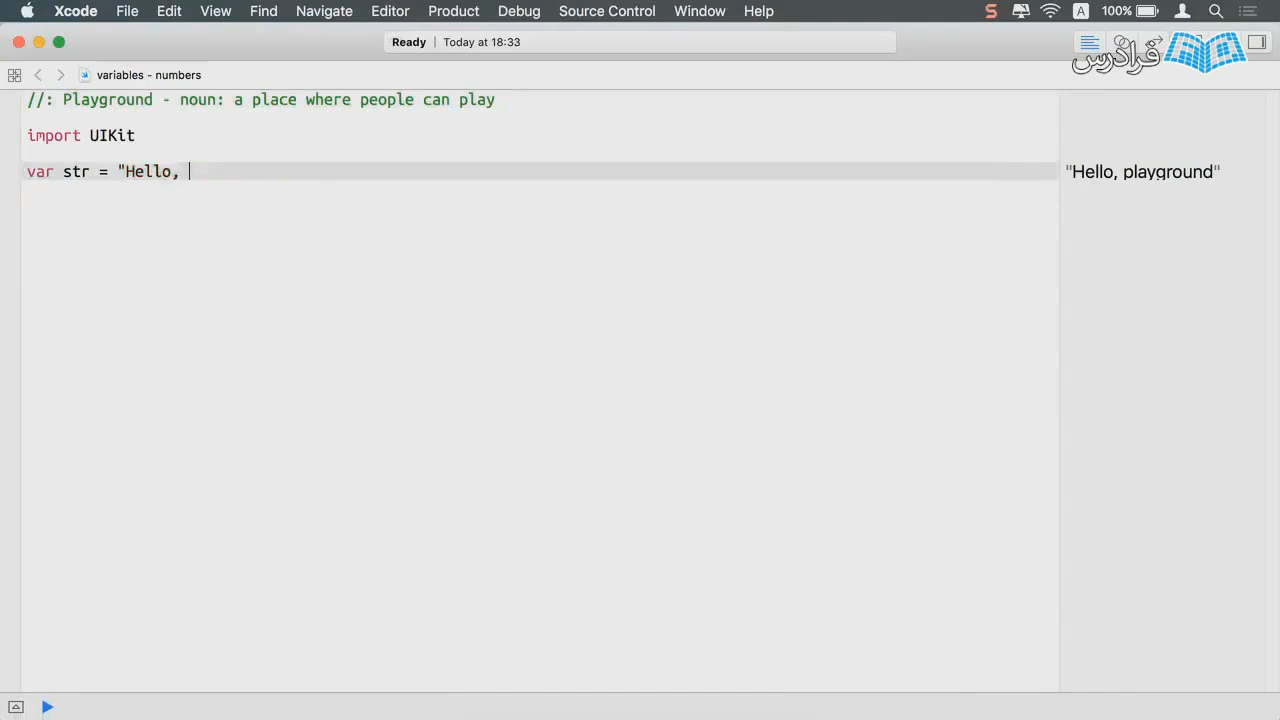 Xcode File Edit View Find Navigate Editor Product Debug Source Control Window Help S A 100%
Ready | Today at 18:33
فرادرس
variables - numbers
//: Playground - noun: a place where people can play
import UIKit
var str = "Hello,
"Hello, playground"